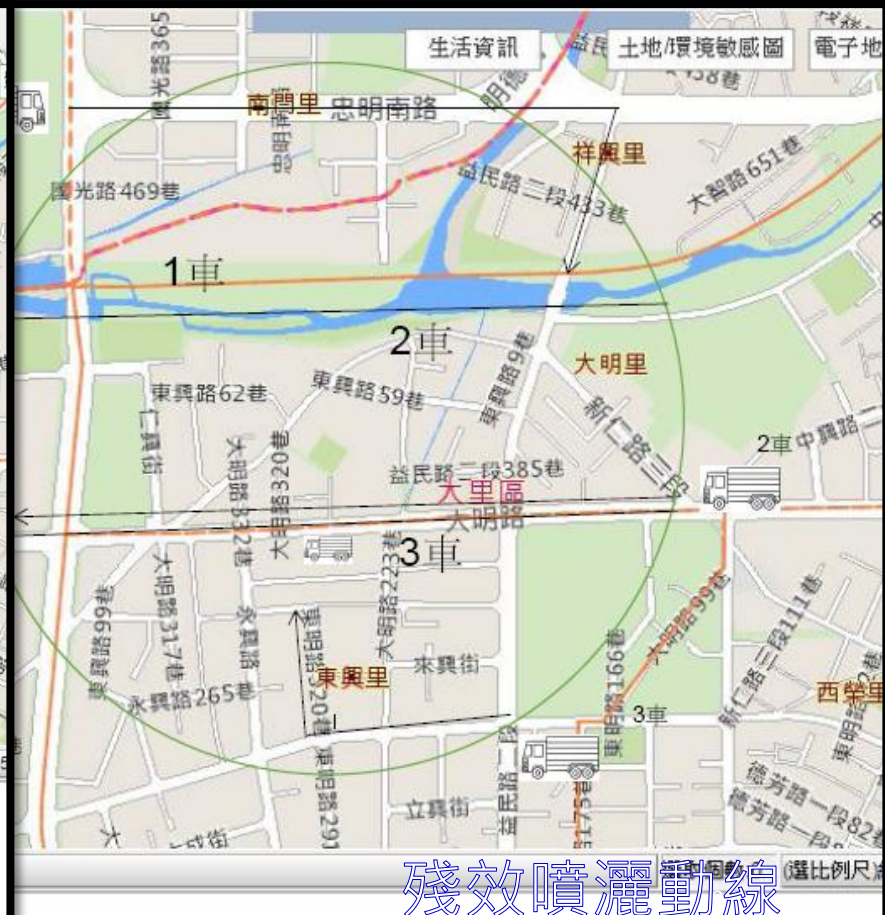 生活資訊
土地/環境敏感圖
電子地
國光路365
南門里
忠明南路
忠明南路
明德
祥興里
益民路二段433巷
大智路651巷
國光路469巷
1車
2車
東興路9巷
大明里
東興路62巷
東興路59巷
仁興街
新仁路三段
大明路332巷
大明路320巷
益民路二段385巷
大里區
大明路
2車
中興路二
3車
大明路223巷
大明路317巷
東興路99巷
永興路
大明路99巷
東明路320巷
東興里
來興街
永興路265巷
東明路166巷
3車
新仁路三段111巷
西榮里
東明路291
立興街
益民路二段
德芳路一段82巷
德芳路一段
成街
(選比例尺)
殘效噴灑動線